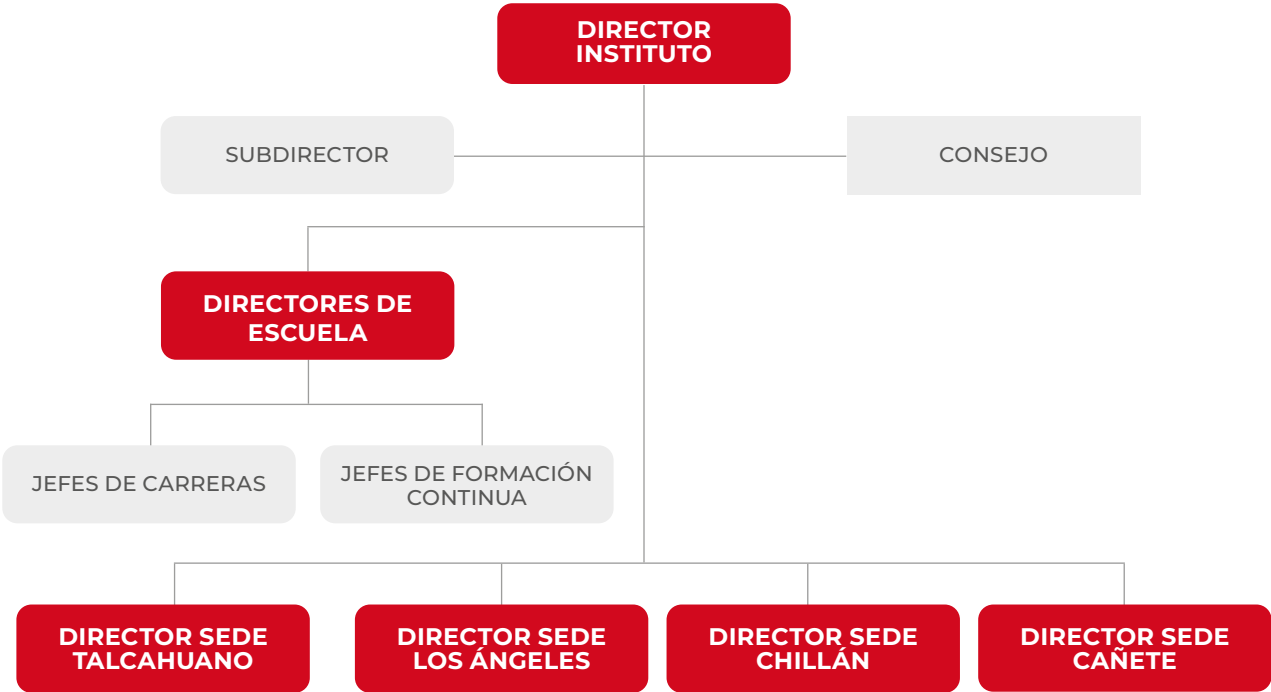 DIRECTOR
INSTITUTO
SUBDIRECTOR
CONSEJO
DIRECTORES DE
ESCUELA
JEFES DE CARRERAS
JEFES DE FORMACIÓN
CONTINUA
DIRECTOR SEDE
TALCAHUANO
DIRECTOR SEDE
LOS ÁNGELES
DIRECTOR SEDE
CHILLÁN
DIRECTOR SEDE
CAÑETE